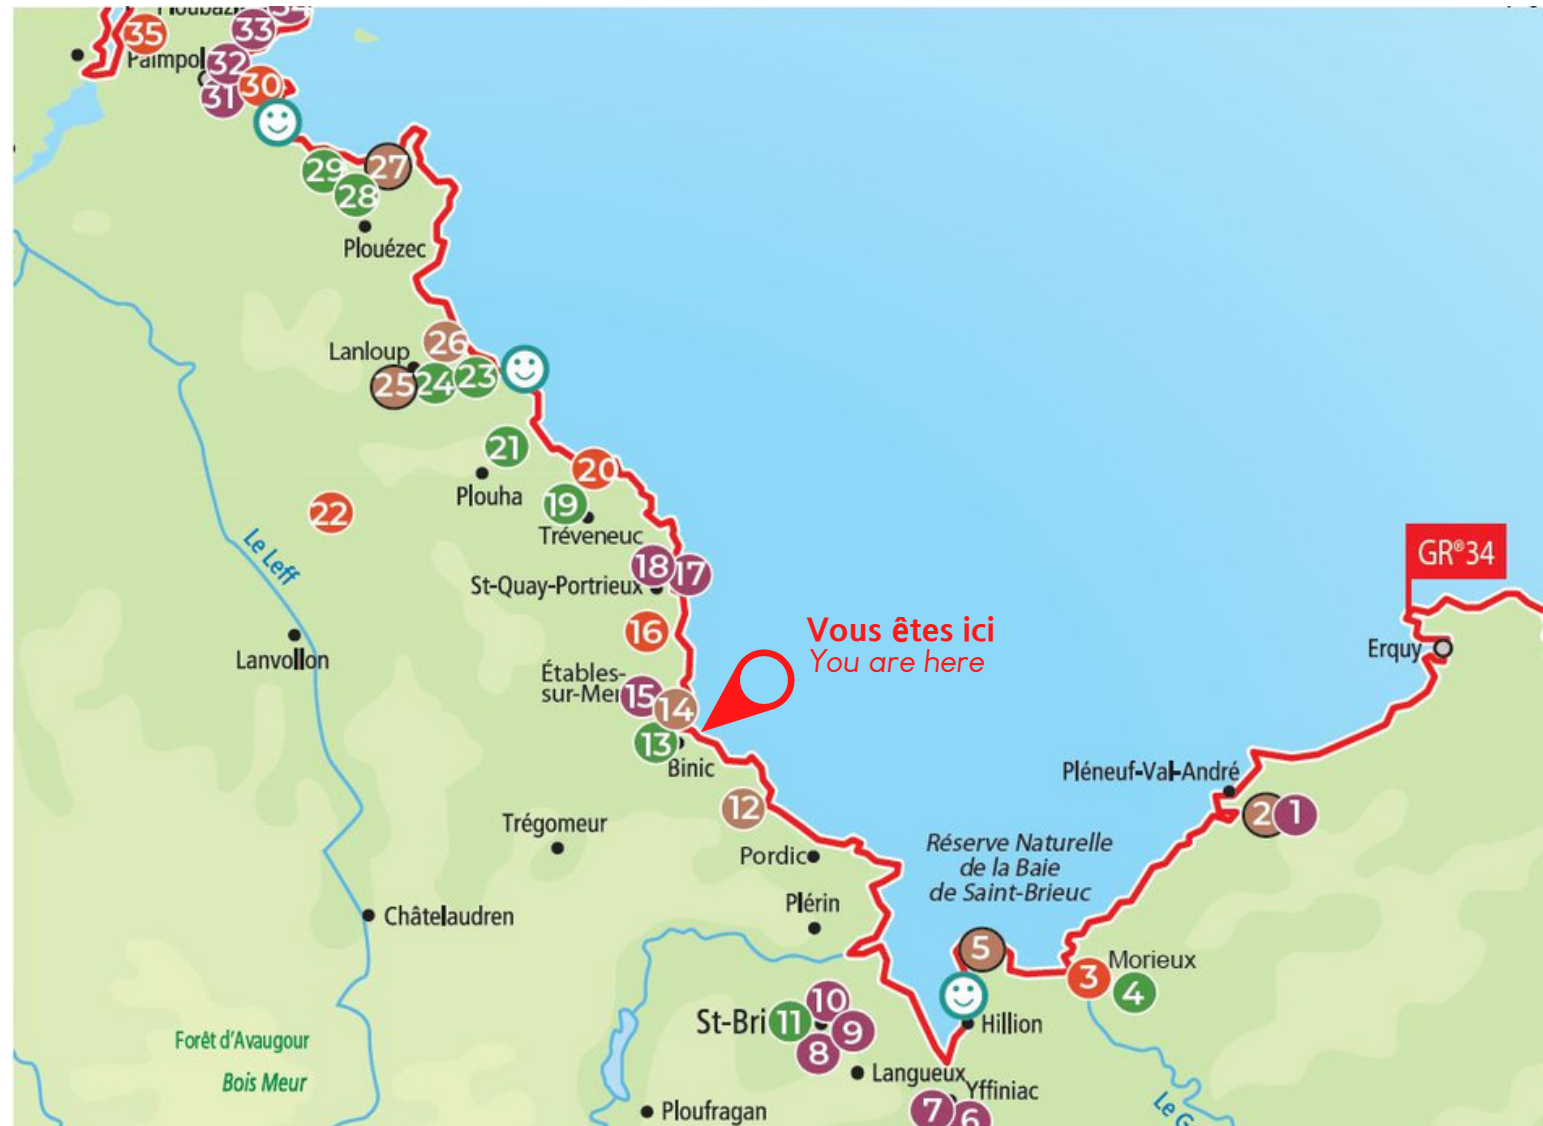 35
33
Paimpol
32
30
31
29
27
28
Plouézec
26
Lanloup
25
24
23
21
20
Plouha
19
22
Tréveneuc
Le Leff
18
17
St-Quay-Portrieux
GR®34
16
Vous êtes ici
You are here
Erquy
Lanvollon
Étables-
sur-Mer
15
14
13
Binic
Pléneuf-Val-André
12
2
1
Trégomeur
Pordic
Réserve Naturelle
de la Baie
de Saint-Brieuc
Plérin
Châtelaudren
5
Morieux
3
4
10
St-Bri
11
9
8
Hillion
Forêt d'Avaugour
Bois Meur
Langueux
Yffiniac
7
6
Ploufragan
Le G